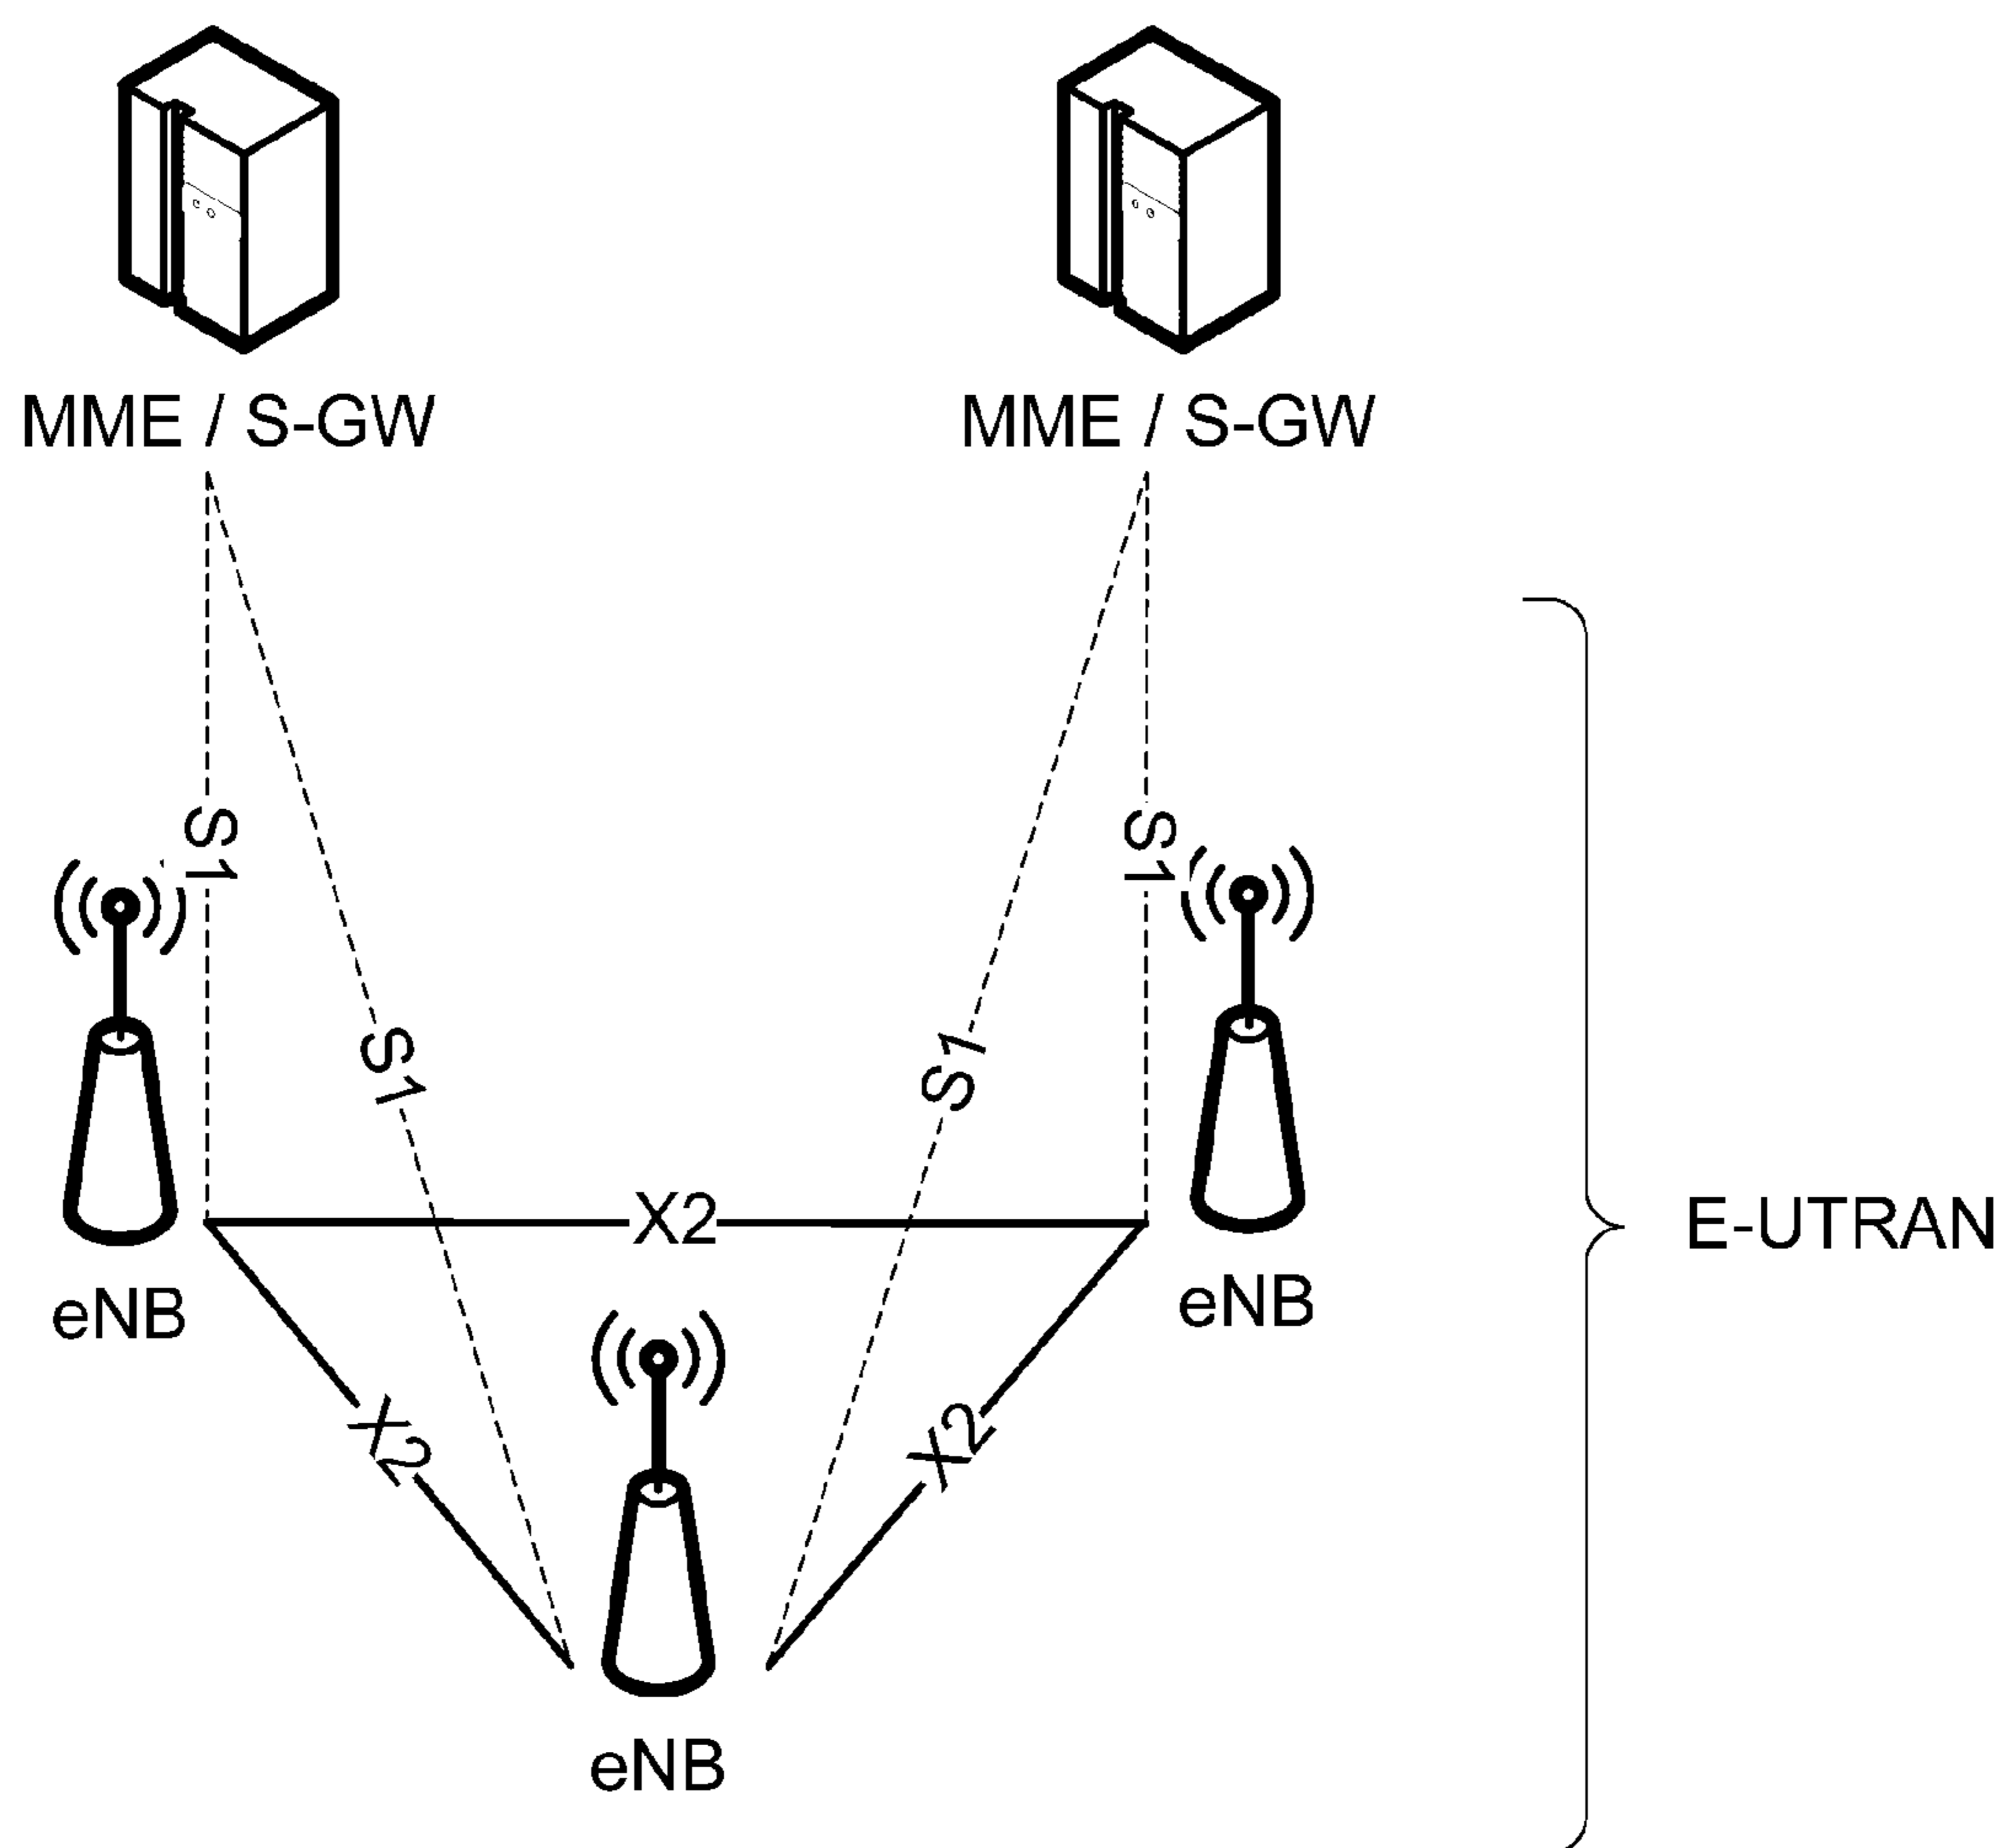 MME / S-GW
MME / S-GW
S1
S1
S1
S1
X2
E-UTRAN
eNB
eNB
X2
X2
eNB